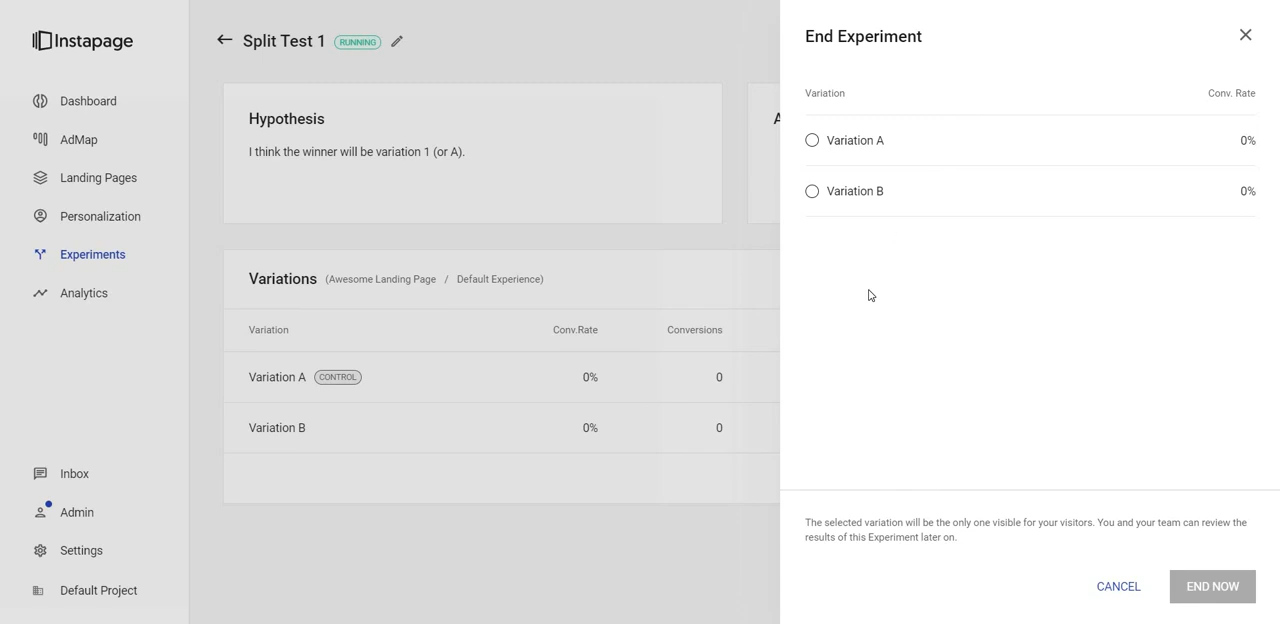 Instapage
Dashboard
AdMap
Landing Pages
Personalization
Experiments
Analytics
Inbox
Admin
Settings
Default Project
Split Test 1 RUNNING
Hypothesis
I think the winner will be variation 1 (or A).
A
Variations (Awesome Landing Page / Default Experience)
Variation Conv.Rate Conversions
Variation A CONTROL 0% 0
Variation B 0% 0
End Experiment
Variation Conv. Rate
Variation A 0%
Variation B 0%
The selected variation will be the only one visible for your visitors. You and your team can review the
results of this Experiment later on.
CANCEL END NOW